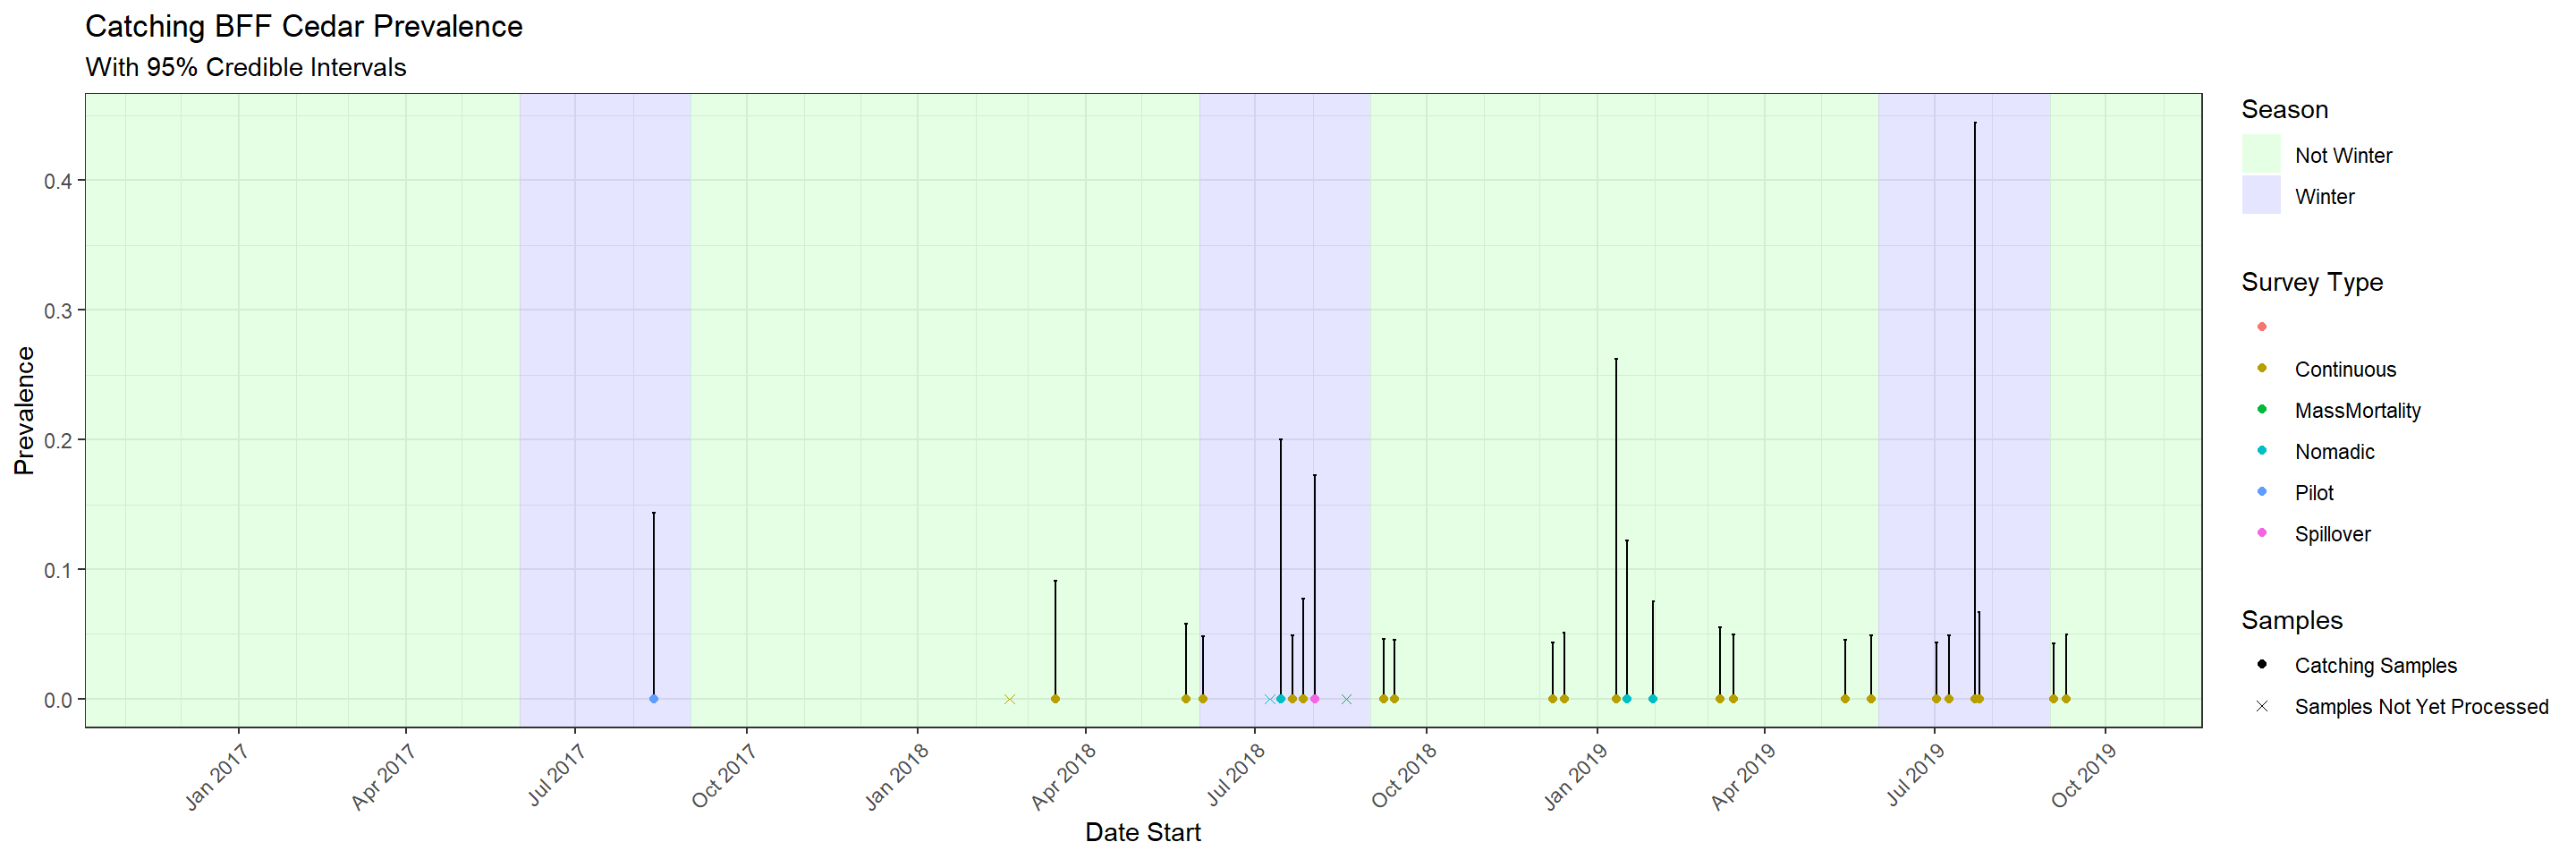 Catching BFF Cedar Prevalence
With 95% Credible Intervals
Prevalence
0.4
0.3
0.2
0.1
0.0
Jan 2017
Apr 2017
Jul 2017
Oct 2017
Jan 2018
Apr 2018
Jul 2018
Oct 2018
Jan 2019
Apr 2019
Jul 2019
Oct 2019
Date Start
Season
Not Winter
Winter
Survey Type
Continuous
MassMortality
Nomadic
Pilot
Spillover
Samples
Catching Samples
Samples Not Yet Processed